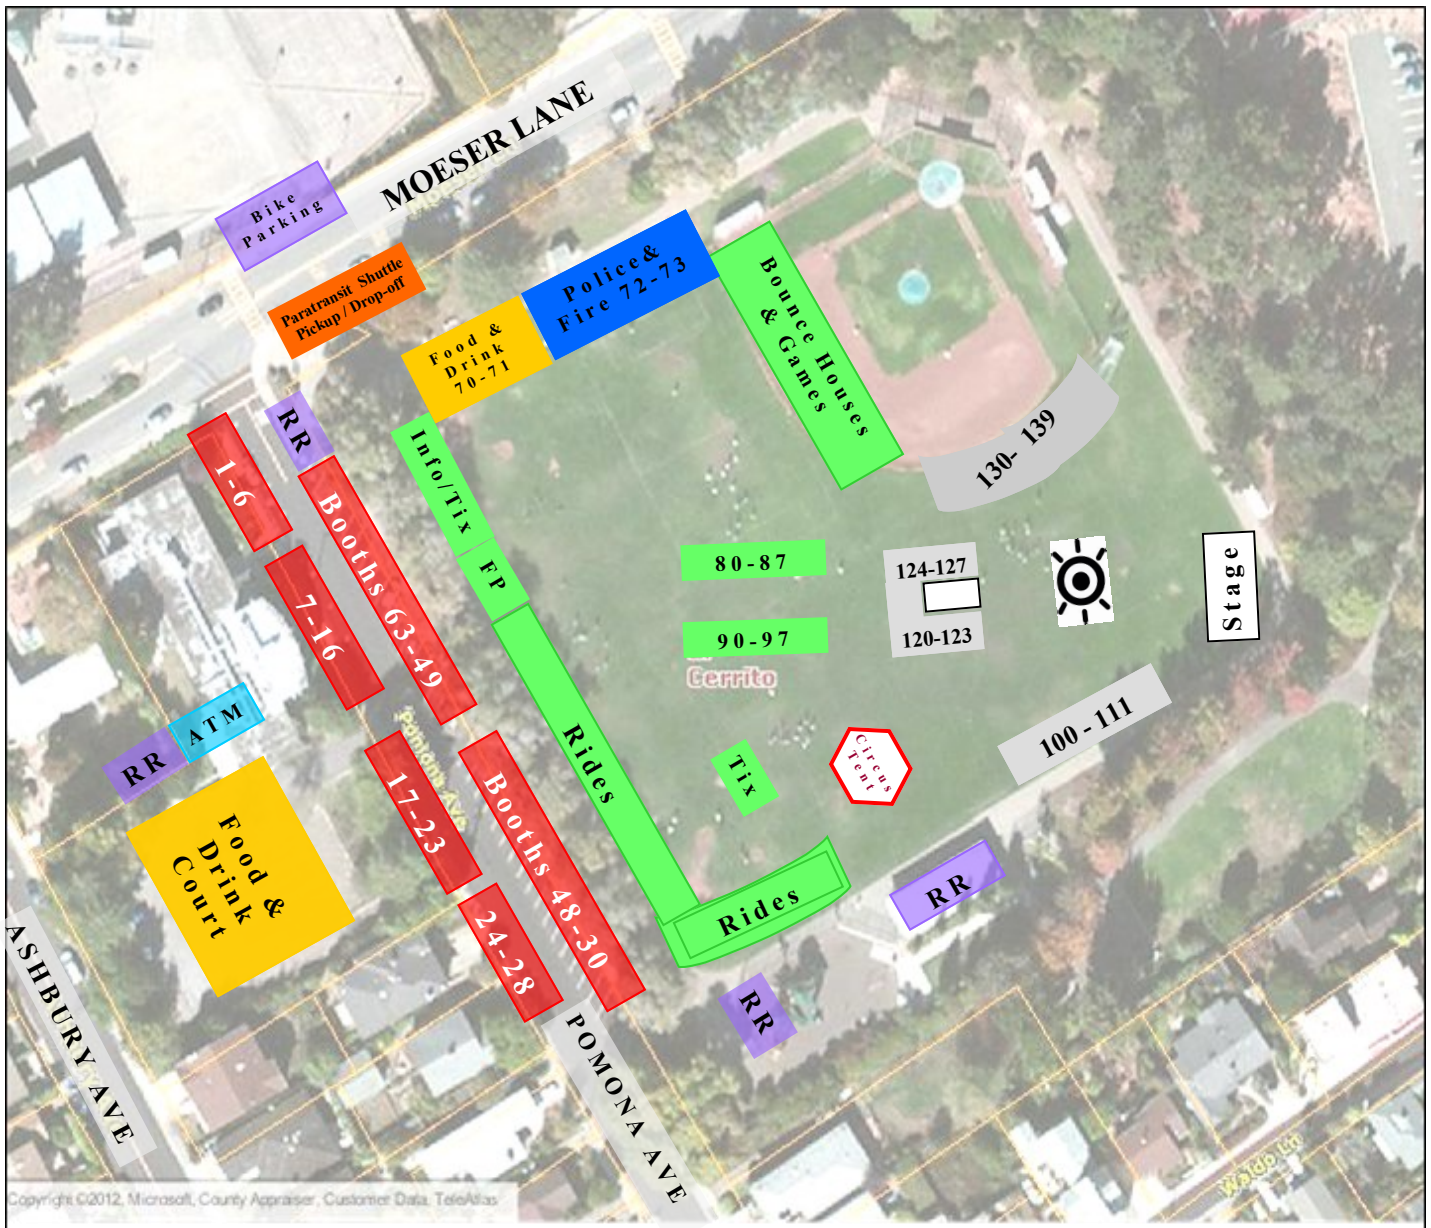 MOESER LANE
Bike
Parking
Paratransit Shuttle
Pickup / Drop-off
Police&
Fire 72-73
Food &
Drink
70-71
Bounce Houses
& Games
RR
1-6
Info/Tix
130- 139
Booths 63-49
FP
80-87
124-127
Stage
7-16
90-97
120-123
Cerrito
ATM
RR
Pomona Ave
Rides
100 - 111
Tix
Circus
Tent
17-23
Booths 48-30
Food &
Drink
Court
Rides
RR
24-28
RR
ASHBURY AVE
POMONA AVE
Waldo Ln
Copyright ©2012, Microsoft, County Appraiser, Customer Data, TeleAtlas